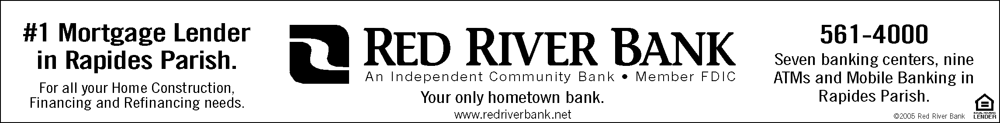 #1 Mortgage Lender
in Rapides Parish.
For all your Home Construction,
Financing and Refinancing needs.
RED RIVER BANK
An Independent Community Bank • Member FDIC
Your only hometown bank.
www.redriverbank.net
561-4000
Seven banking centers, nine
ATMs and Mobile Banking in
Rapides Parish.
©2005 Red River Bank
EQUAL HOUSING
LENDER